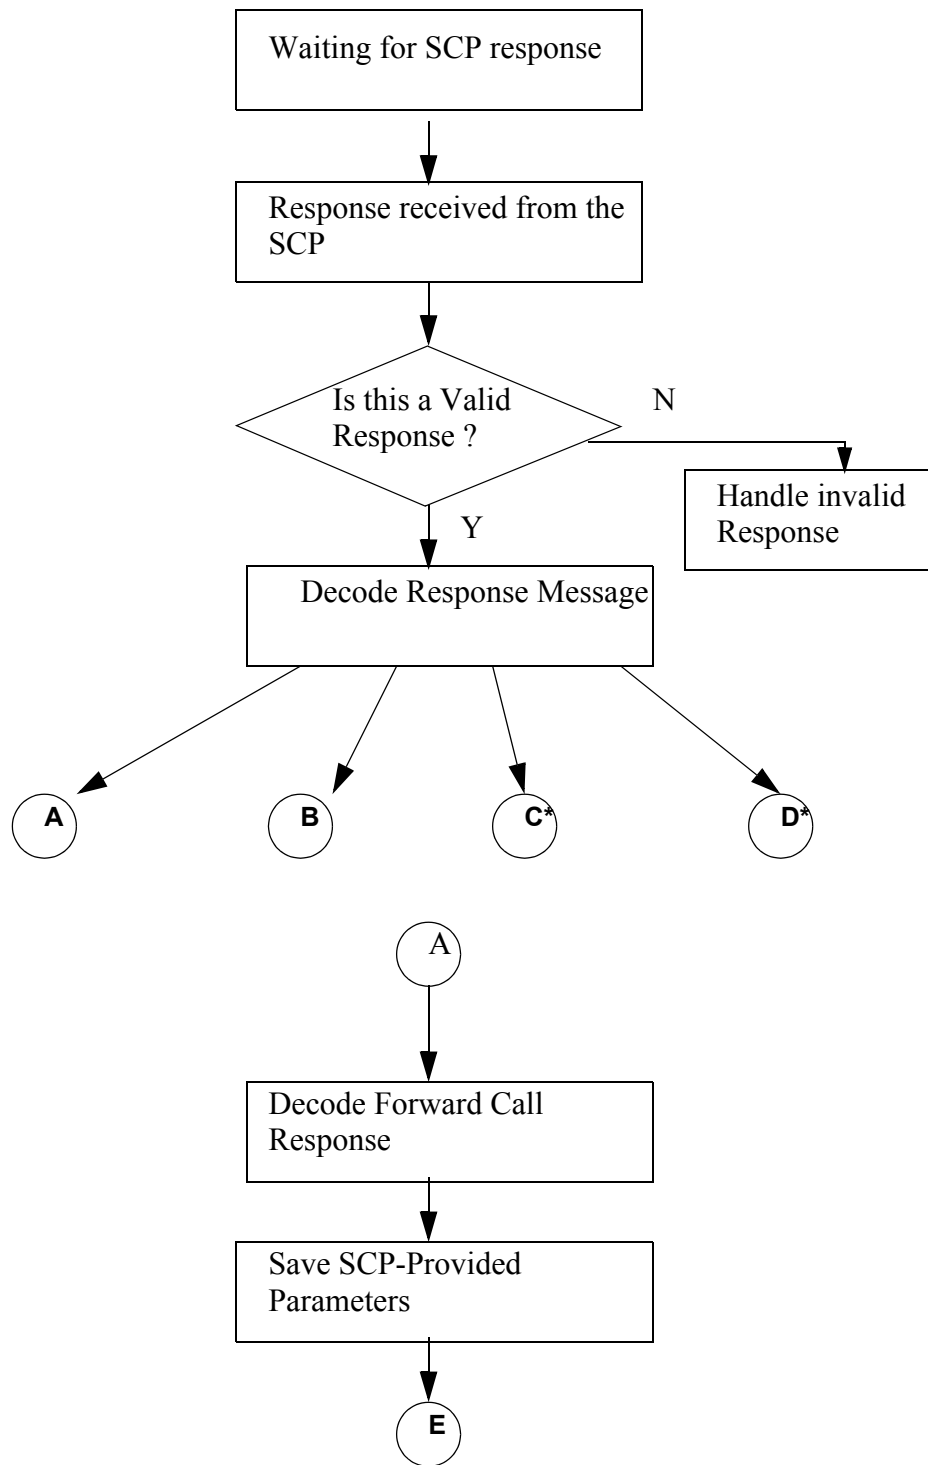 Waiting for SCP response
Response received from the
SCP
Is this a Valid
Response ?
N
Handle invalid
Response
Y
Decode Response Message
A
B
C*
D*
A
Decode Forward Call
Response
Save SCP-Provided
Parameters
E